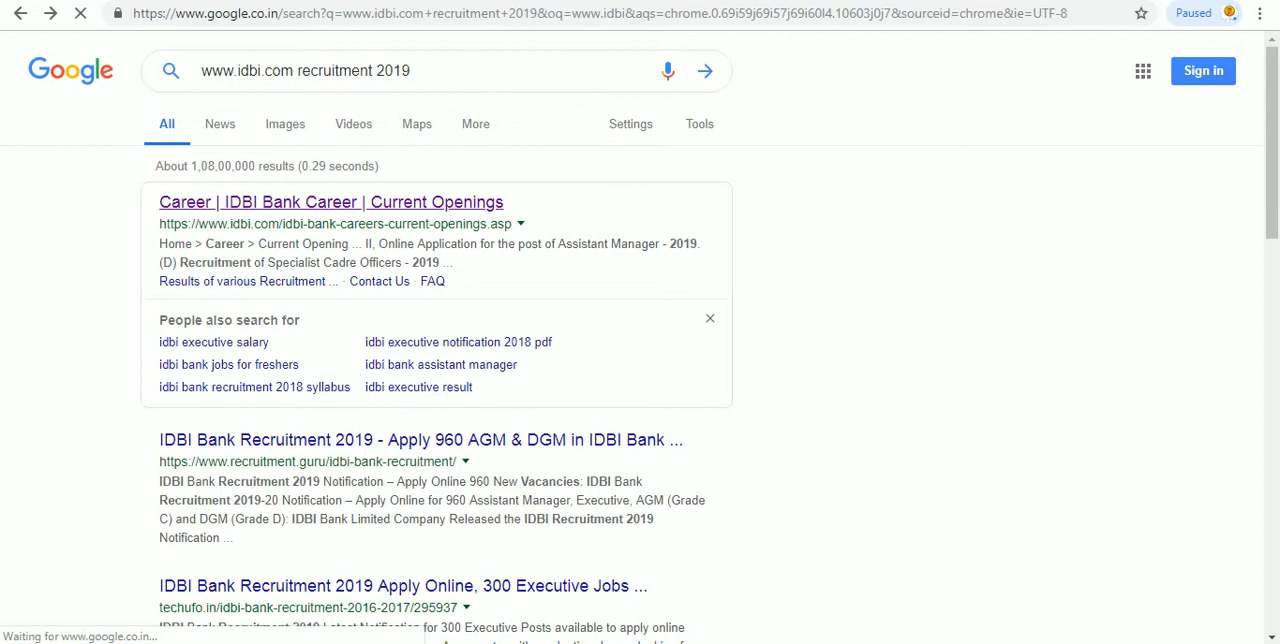 https://www.google.co.in/search?q=www.idbi.com+recruitment+2019&oq=www.idbi&aqs=chrome.0.69i59j69i57j69i60l4.10603j0j7&sourceid=chrome&ie=UTF-8
Paused
Google
www.idbi.com recruitment 2019
Sign in
All News Images Videos Maps More Settings Tools
About 1,08,00,000 results (0.29 seconds)
Career | IDBI Bank Career | Current Openings
https://www.idbi.com/idbi-bank-careers-current-openings.asp
Home > Career > Current Opening ... II, Online Application for the post of Assistant Manager - 2019.
(D) Recruitment of Specialist Cadre Officers - 2019 ...
Results of various Recruitment ... · Contact Us · FAQ
People also search for
idbi executive salary idbi executive notification 2018 pdf
idbi bank jobs for freshers idbi bank assistant manager
idbi bank recruitment 2018 syllabus idbi executive result
IDBI Bank Recruitment 2019 - Apply 960 AGM & DGM in IDBI Bank ...
https://www.recruitment.guru/idbi-bank-recruitment/
IDBI Bank Recruitment 2019 Notification – Apply Online 960 New Vacancies: IDBI Bank
Recruitment 2019-20 Notification – Apply Online for 960 Assistant Manager, Executive, AGM (Grade
C) and DGM (Grade D): IDBI Bank Limited Company Released the IDBI Recruitment 2019
Notification ...
IDBI Bank Recruitment 2019 Apply Online, 300 Executive Jobs ...
techufo.in/idbi-bank-recruitment-2016-2017/295937
IDBI Bank Recruitment 2019 Latest Notification for 300 Executive Posts available to apply online
Waiting for www.google.co.in...